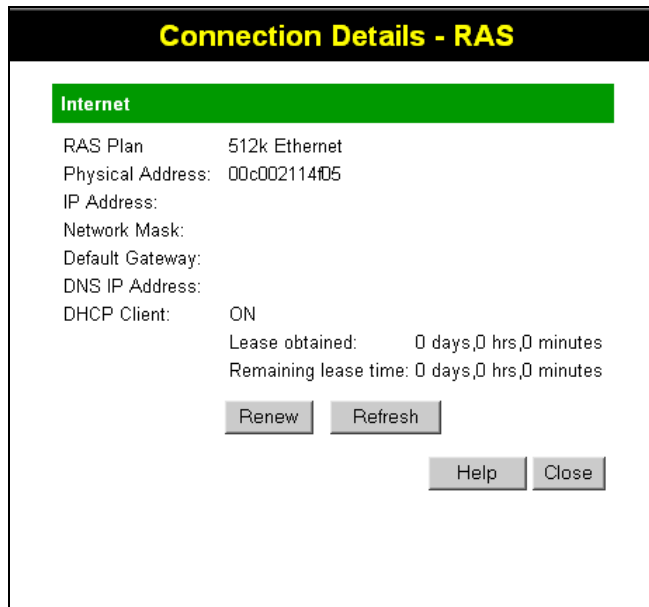 Connection Details - RAS
Internet
RAS Plan 512k Ethernet
Physical Address: 00c002114f05
IP Address:
Network Mask:
Default Gateway:
DNS IP Address:
DHCP Client: ON
Lease obtained: 0 days,0 hrs,0 minutes
Remaining lease time: 0 days,0 hrs,0 minutes
Renew Refresh
Help Close